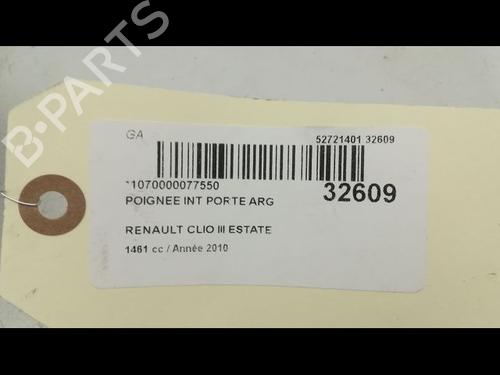 B-PARTS
GA
52721401 32609
*1070000077550
32609
POIGNEE INT PORTE ARG
RENAULT CLIO III ESTATE
1461 cc / Année 2010